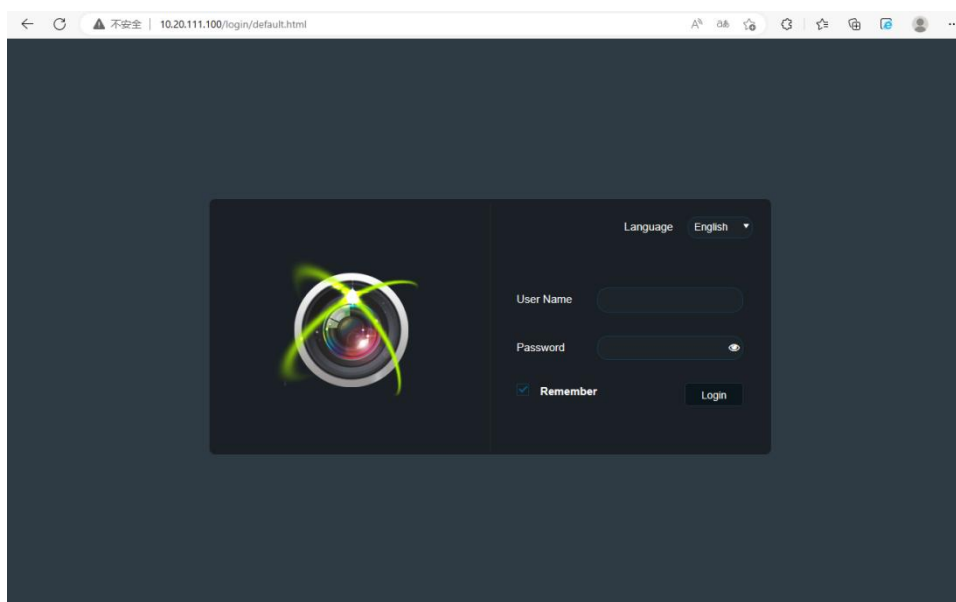 不安全 | 10.20.111.100/login/default.html
Language English
User Name
Password
Remember
Login